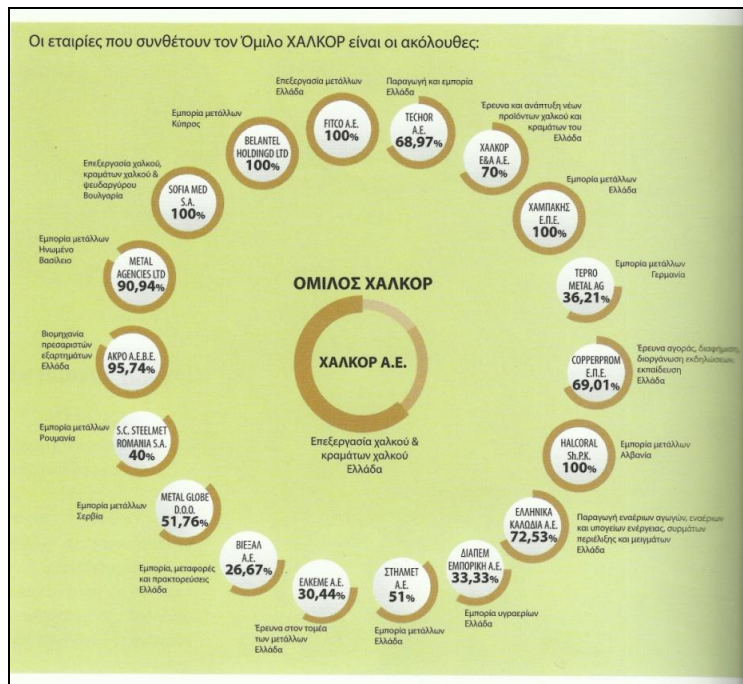 Οι εταιρίες που συνθέτουν τον Όμιλο ΧΑΛΚΟΡ είναι οι ακόλουθες:
Επεξεργασία μετάλλων
Ελλάδα
FITCO A.E.
100%
Παραγωγή και εμπορία
Ελλάδα
TECHOR
A.E.
68,97%
Έρευνα και ανάπτυξη νέων
προϊόντων χαλκού και
κραμάτων του
Ελλάδα
ΧΑΛΚΟΡ
Ε&Α Α.Ε.
70%
Εμπορία μετάλλων
Ελλάδα
ΧΑΜΠΑΚΗΣ
Ε.Π.Ε.
100%
Εμπορία μετάλλων
Γερμανία
TEPRO
METAL AG
36,21%
Έρευνα αγοράς, διαφήμιση,
διοργάνωση εκδηλώσεων,
εκπαίδευση
Ελλάδα
COPPERPROM
Ε.Π.Ε.
69,01%
Εμπορία μετάλλων
Αλβανία
HALCORAL
Sh.P.K.
100%
Παραγωγή εναέριων αγωγών, εναέριων
και υπογείων ενέργειας, συρμάτων
περιέλιξης και μειγμάτων
Ελλάδα
ΕΛΛΗΝΙΚΑ
ΚΑΛΩΔΙΑ Α.Ε.
72,53%
ΔΙΑΠΕΜ
ΕΜΠΟΡΙΚΗ Α.Ε.
33,33%
Εμπορία υγραερίων
Ελλάδα
ΣΤΗΛΜΕΤ
Α.Ε.
51%
Εμπορία μετάλλων
Ελλάδα
ΕΛΚΕΜΕ Α.Ε.
30,44%
Έρευνα στον τομέα
των μετάλλων
Ελλάδα
ΒΙΕΞΑΛ
Α.Ε.
26,67%
Εμπορία, μεταφορές
και πρακτορεύσεις
Ελλάδα
METAL GLOBE
D.O.O.
51,76%
Εμπορία μετάλλων
Σερβία
S.C. STEELMET
ROMANIA S.A.
40%
Εμπορία μετάλλων
Ρουμανία
ΑΚΡΟ Α.Ε.Β.Ε.
95,74%
Βιομηχανία
πρεσαριστών
εξαρτημάτων
Ελλάδα
METAL
AGENCIES LTD
90,94%
Εμπορία μετάλλων
Ηνωμένο
Βασίλειο
SOFIA MED
S.A.
100%
Επεξεργασία χαλκού,
κραμάτων χαλκού &
ψευδαργύρου
Βουλγαρία
BELANTEL
HOLDINGD LTD
100%
Εμπορία μετάλλων
Κύπρος
ΟΜΙΛΟΣ ΧΑΛΚΟΡ
ΧΑΛΚΟΡ Α.Ε.
Επεξεργασία χαλκού &
κραμάτων χαλκού
Ελλάδα